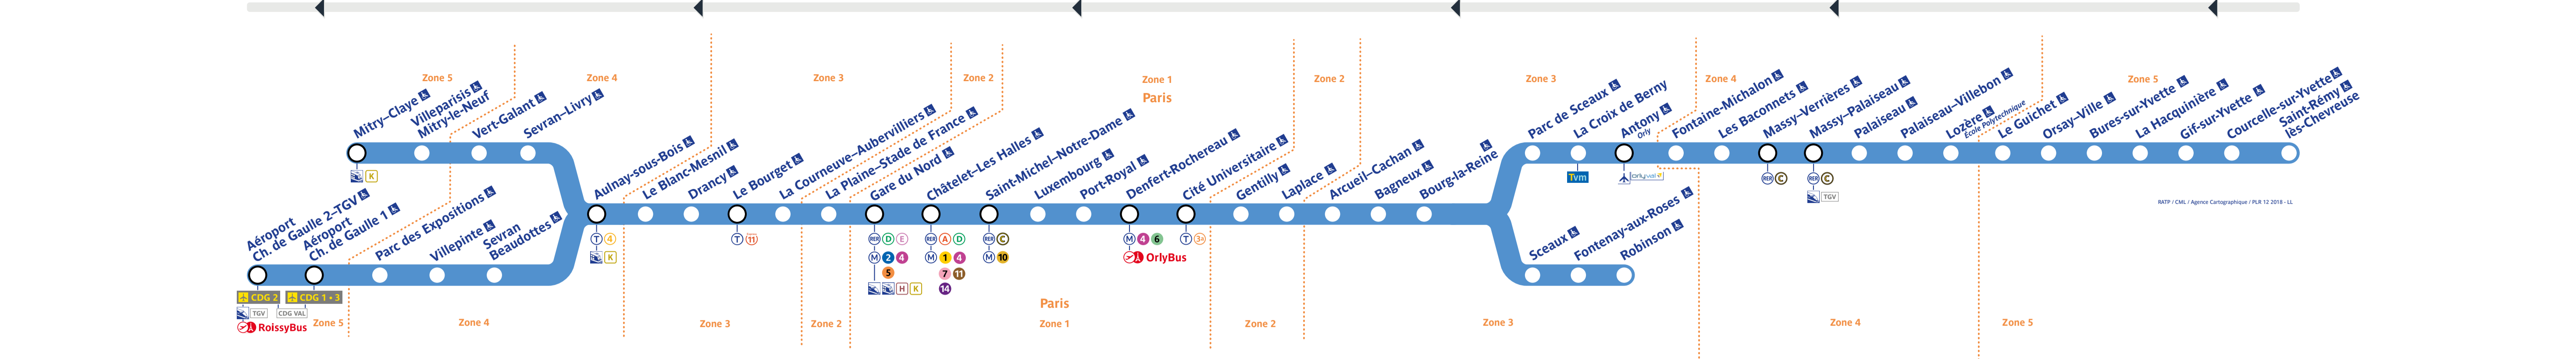 Zone 5
Zone 4
Zone 3
Zone 2
Zone 1
Paris
Zone 2
Zone 3
Zone 4
Zone 5
Mitry–Claye
Villeparisis
Mitry-le-Neuf
Vert-Galant
Sevran–Livry
K
Aéroport
Ch. de Gaulle 2–TGV
Aéroport
Ch. de Gaulle 1
Parc des Expositions
Villepinte
Sevran
Beaudottes
CDG 2
CDG 1 • 3
TGV
CDG VAL
RoissyBus
Aulnay-sous-Bois
T 4
K
Le Blanc-Mesnil
Drancy
Le Bourget
T 11
La Courneuve–Aubervilliers
La Plaine–Stade de France
Gare du Nord
RER D E
M 2 4
5
H K
Châtelet–Les Halles
RER A D
M 1 4
7 11
14
Saint-Michel–Notre-Dame
RER C
M 10
Luxembourg
Port-Royal
Denfert-Rochereau
M 4 6
OrlyBus
Cité Universitaire
T 3a
Gentilly
Laplace
Arcueil–Cachan
Bagneux
Bourg-la-Reine
Parc de Sceaux
La Croix de Berny
Tvm
Antony
Orly
orlyval
Fontaine-Michalon
Les Baconnets
Massy–Verrières
RER C
Massy–Palaiseau
RER C
TGV
Palaiseau
Palaiseau–Villebon
Lozère
École Polytechnique
Le Guichet
Orsay–Ville
Bures-sur-Yvette
La Hacquinière
Gif-sur-Yvette
Courcelle-sur-Yvette
Saint-Rémy
lès-Chevreuse
Sceaux
Fontenay-aux-Roses
Robinson
RATP / CML / Agence Cartographique / PLR 12 2018 - LL
Zone 5
Zone 4
Zone 3
Zone 2
Paris
Zone 1
Zone 2
Zone 3
Zone 4
Zone 5